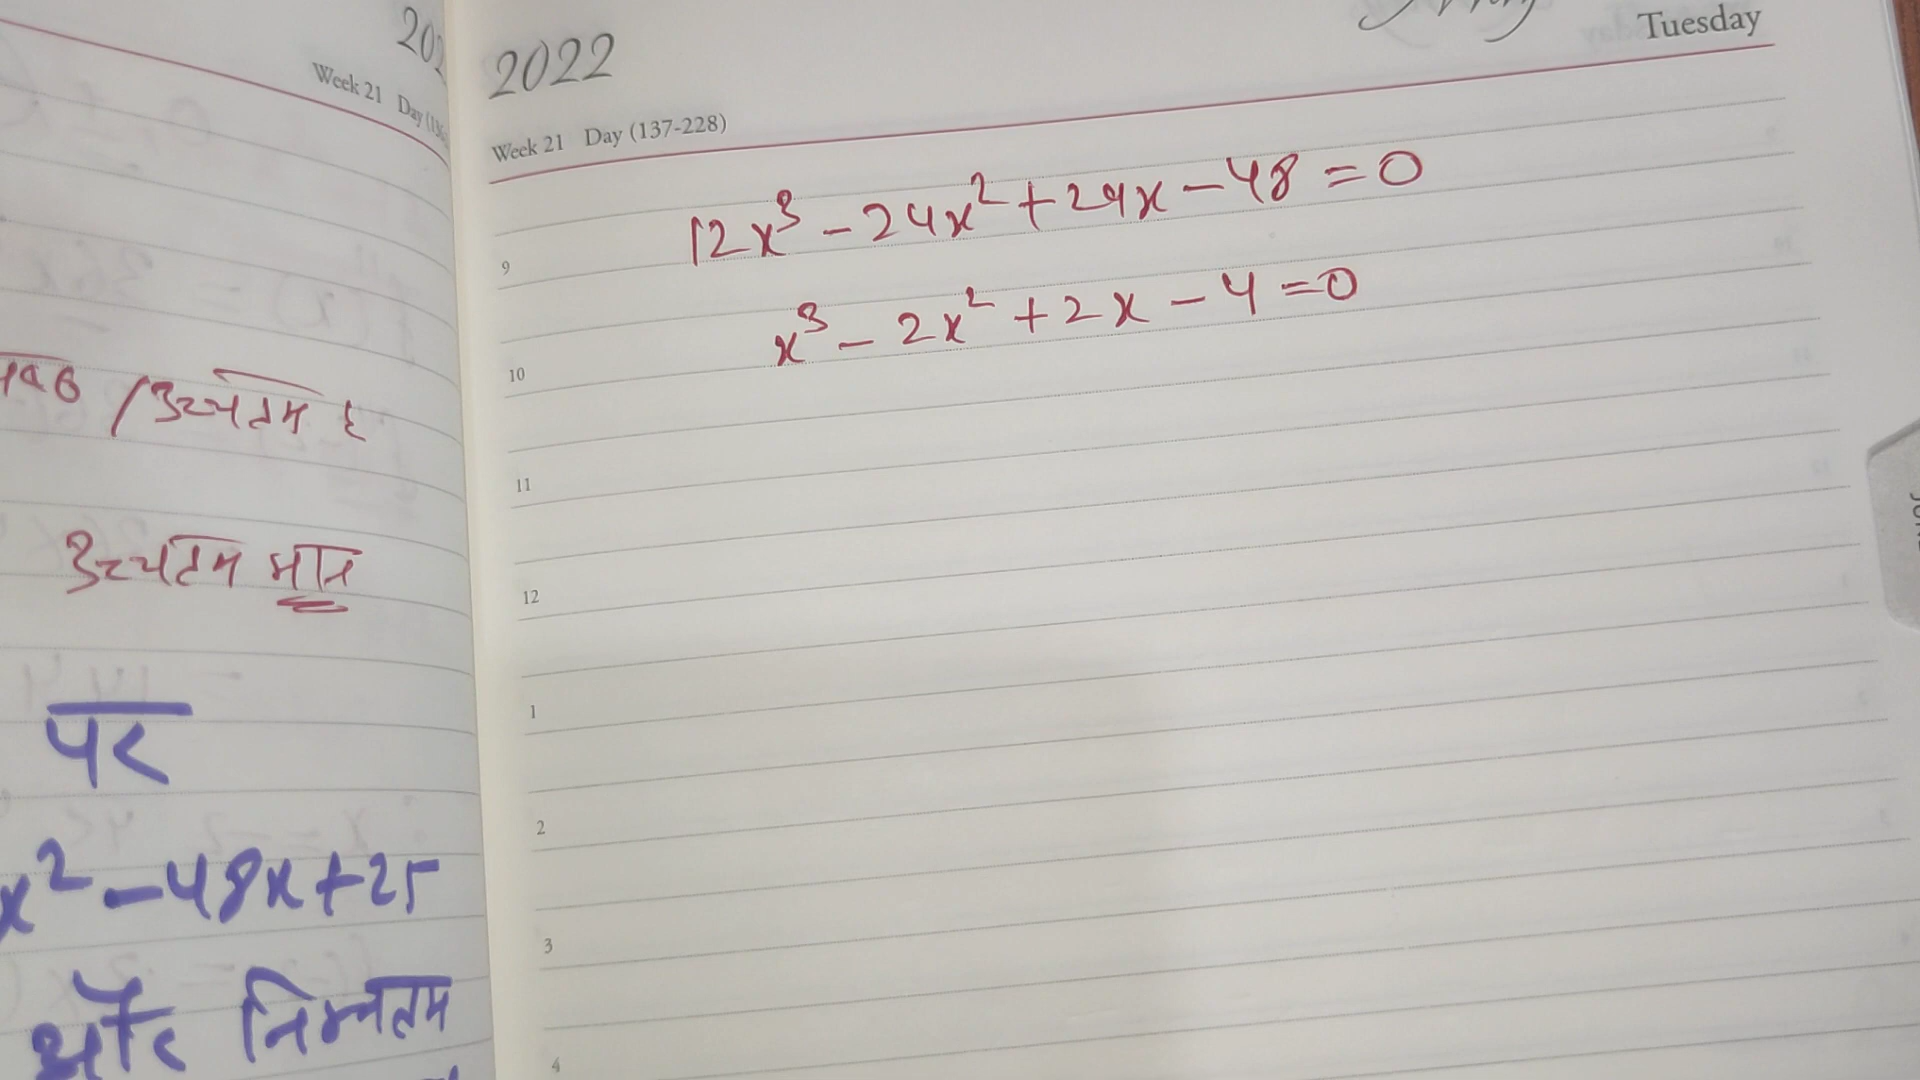 Week 21 Day
उच्चतम
उच्चतम मान
पर
x² - 48x + 25
और निम्नतम
2022
Tuesday
Week 21 Day (137-228)
12x³ - 24x² + 24x - 48 = 0
9
x³ - 2x² + 2x - 4 = 0
10
11
12
1
2
3
4